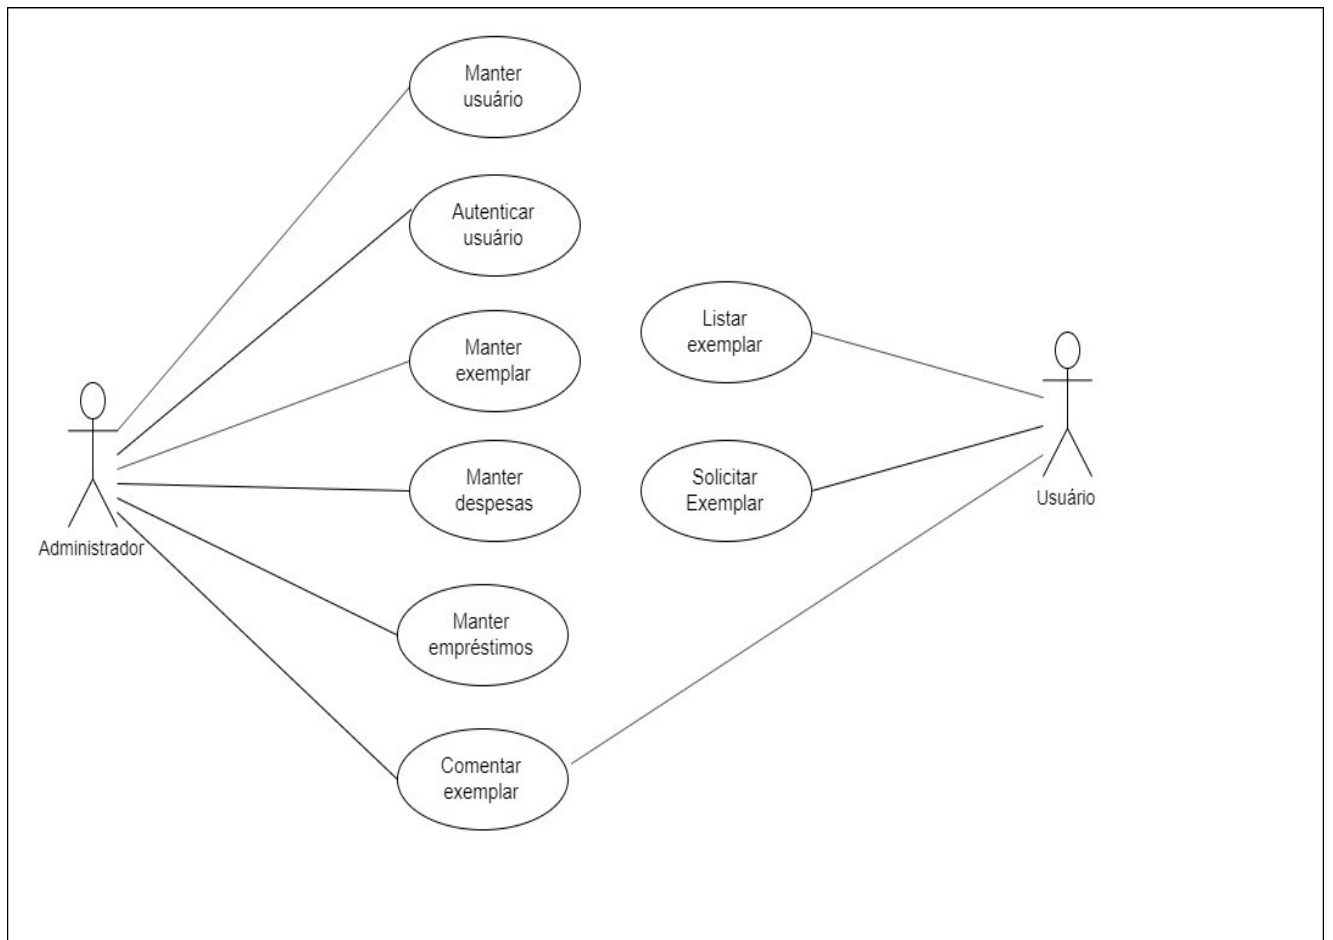 Manter
usuário
Autenticar
usuário
Manter
exemplar
Manter
despesas
Manter
empréstimos
Comentar
exemplar
Listar
exemplar
Solicitar
Exemplar
Administrador
Usuário